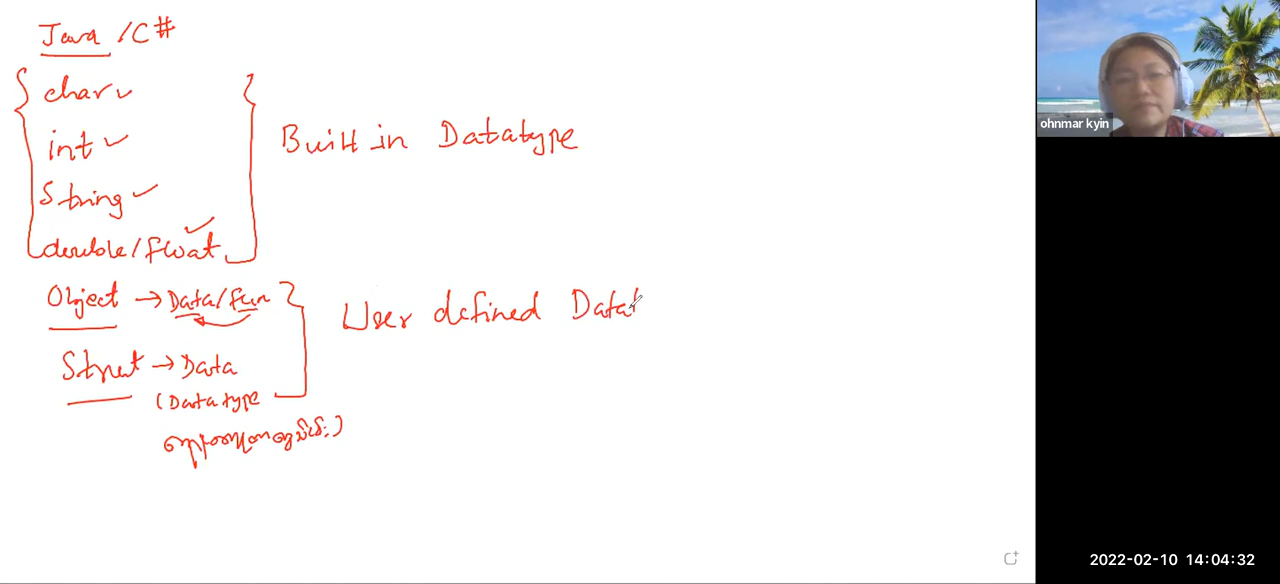 Java /C#
char
int
String
double/float
Built in Datatype
Object → Data/fun
Struct → Data
(Datatype
)
User defined Datat
ohnmar kyin
2022-02-10 14:04:32